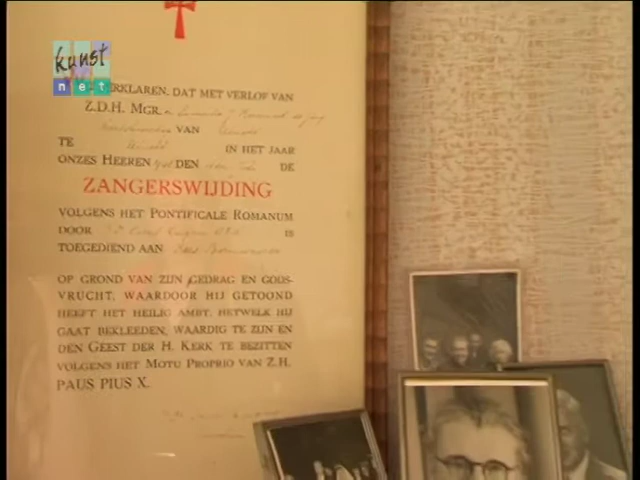 kunst
net
VERKLAREN, DAT MET VERLOF VAN
Z.D.H. MGR.
VAN
TE IN HET JAAR
ONZES HEEREN DEN DE
ZANGERSWIJDING
VOLGENS HET PONTIFICALE ROMANUM
DOOR IS
TOEGEDIEND AAN
OP GROND VAN ZIJN GEDRAG EN GODS-
VRUCHT, WAARDOOR HIJ GETOOND
HEEFT HET HEILIG AMBT, HETWELK HIJ
GAAT BEKLEEDEN, WAARDIG TE ZIJN EN
DEN GEEST DER H. KERK TE BEZITTEN
VOLGENS HET MOTU PROPRIO VAN Z.H.
PAUS PIUS X.